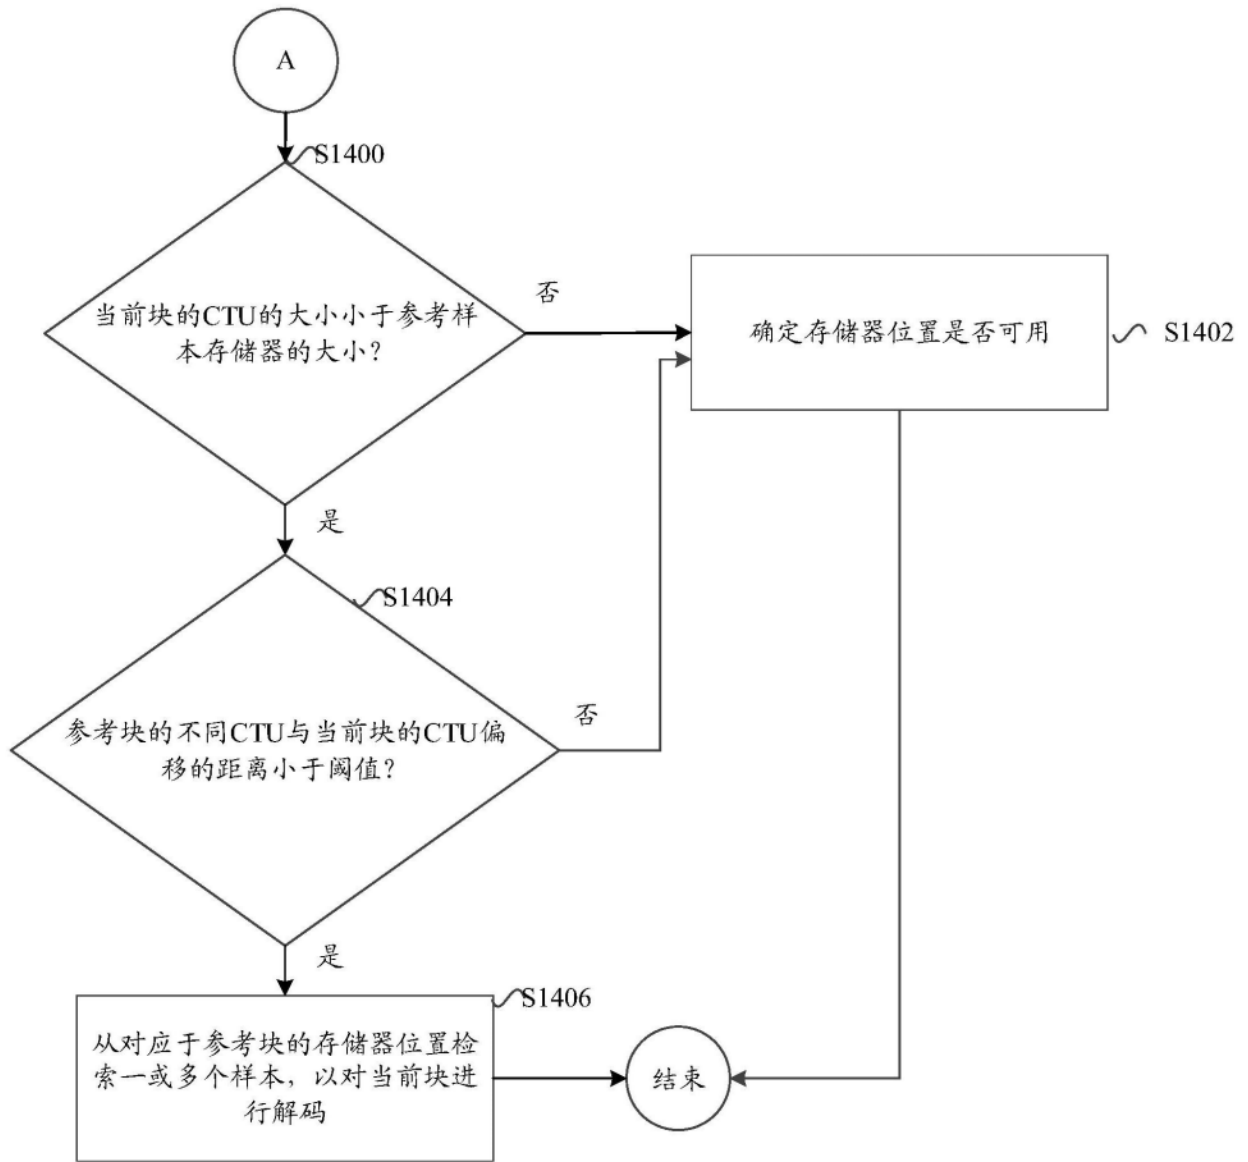 A
S1400
当前块的CTU的大小小于参考样
本存储器的大小？
否
确定存储器位置是否可用
S1402
是
S1404
参考块的不同CTU与当前块的CTU偏
移的距离小于阈值？
否
是
S1406
从对应于参考块的存储器位置检
索一或多个样本，以对当前块进
行解码
结束